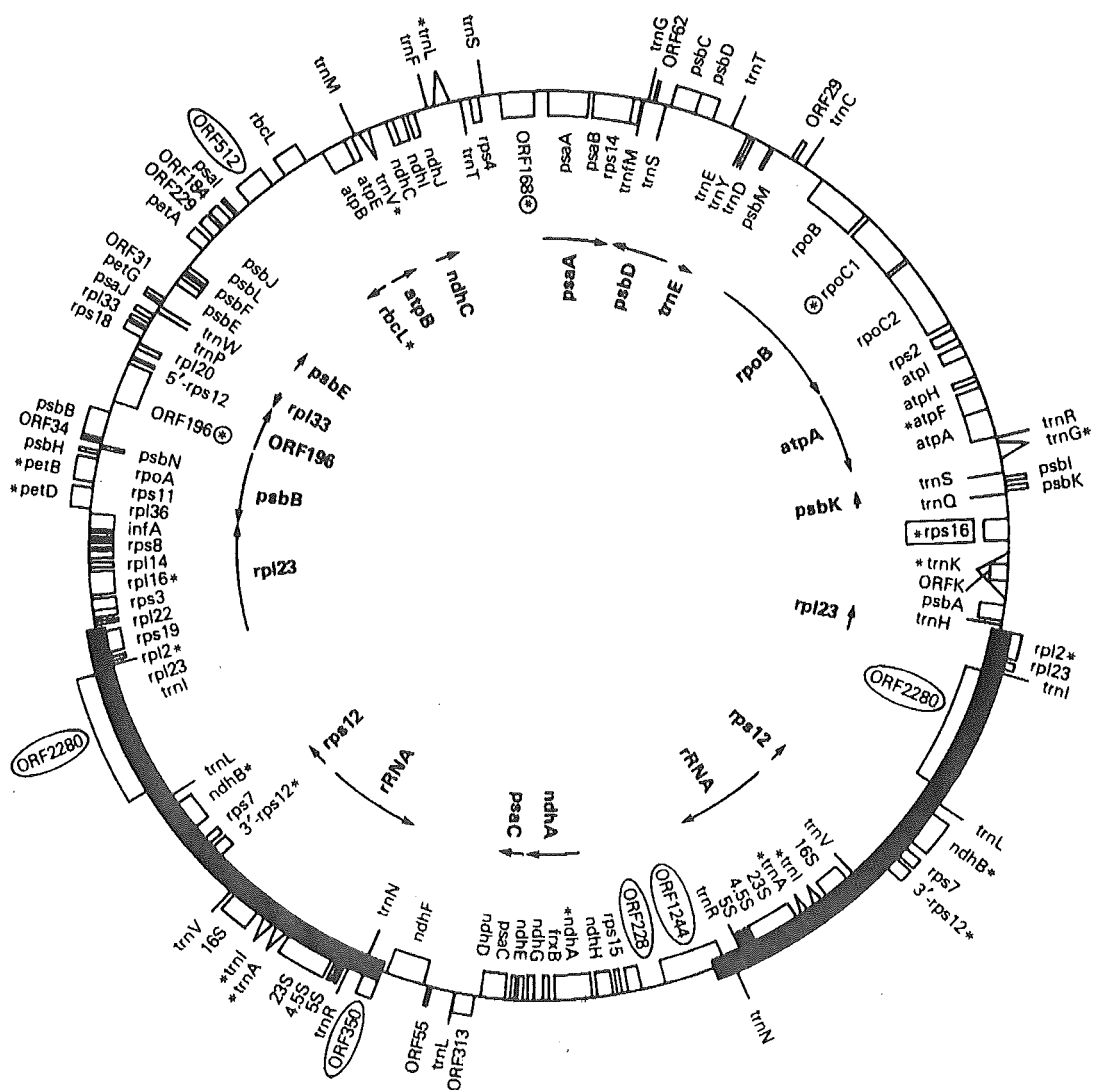 trnM
trnF
*trnL
trnS
trnG
ORF62
psbC
psbD
trnT
ORF29
trnC
ORF512
rbcL
psaI
ORF184
ORF229
petA
ORF31
petG
psaJ
rpl33
rps18
psbB
ORF34
psbH
*petB
*petD
atpB
atpE
trnV*
ndhC
ndhI
ndhJ
trnT
rps4
ORF168*
psaA
psaB
rps14
trnfM
trnS
trnE
trnY
trnD
psbM
rpoB
*rpoC1
rpoC2
rps2
atpI
atpH
*atpF
atpA
trnR
trnG*
trnS
trnQ
psbI
psbK
*rps16
*trnK
ORFK
psbA
trnH
psbJ
psbL
psbF
psbE
trnW
trnP
rpl20
5′-rps12
ORF196*
psbN
rpoA
rps11
rpl36
infA
rps8
rpl14
rpl16*
rps3
rpl22
rps19
rpl2*
rpl23
trnI
rbcL*
atpB
ndhC
psaA
psbD
trnE
rpoB
atpA
psbK
rpl23
psbE
rpl33
ORF196
psbB
rpl23
rps12
rRNA
psaC
ndhA
rRNA
rps12
rpl2*
rpl23
trnI
ORF2280
ORF2280
trnL
ndhB*
rps7
3′-rps12*
trnV
16S
*trnI
*trnA
23S
4.5S
5S
trnR
ORF350
trnN
ndhF
ORF55
trnL
ORF313
ndhD
psaC
ndhE
ndhG
frxB
*ndhA
ndhH
rps15
ORF228
ORF1244
trnR
5S
4.5S
23S
*trnA
*trnI
16S
trnV
trnN
trnL
ndhB*
rps7
3′-rps12*